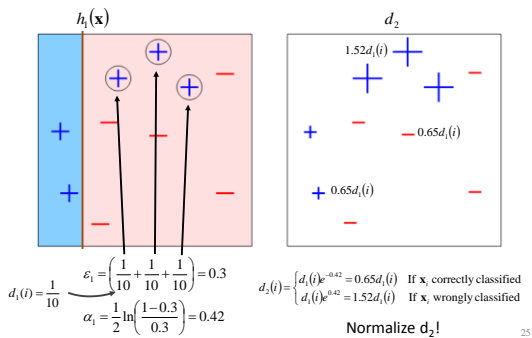 h₁(x)
d₂
1.52d₁(i)
0.65d₁(i)
0.65d₁(i)
d₁(i) = 1/10
ε₁ = (1/10 + 1/10 + 1/10) = 0.3
α₁ = 1/2 ln((1−0.3)/0.3) = 0.42
d₂(i) = { d₁(i)e^−0.42 = 0.65d₁(i) If xᵢ correctly classified
d₁(i)e^0.42 = 1.52d₁(i) If xᵢ wrongly classified
Normalize d₂!
25